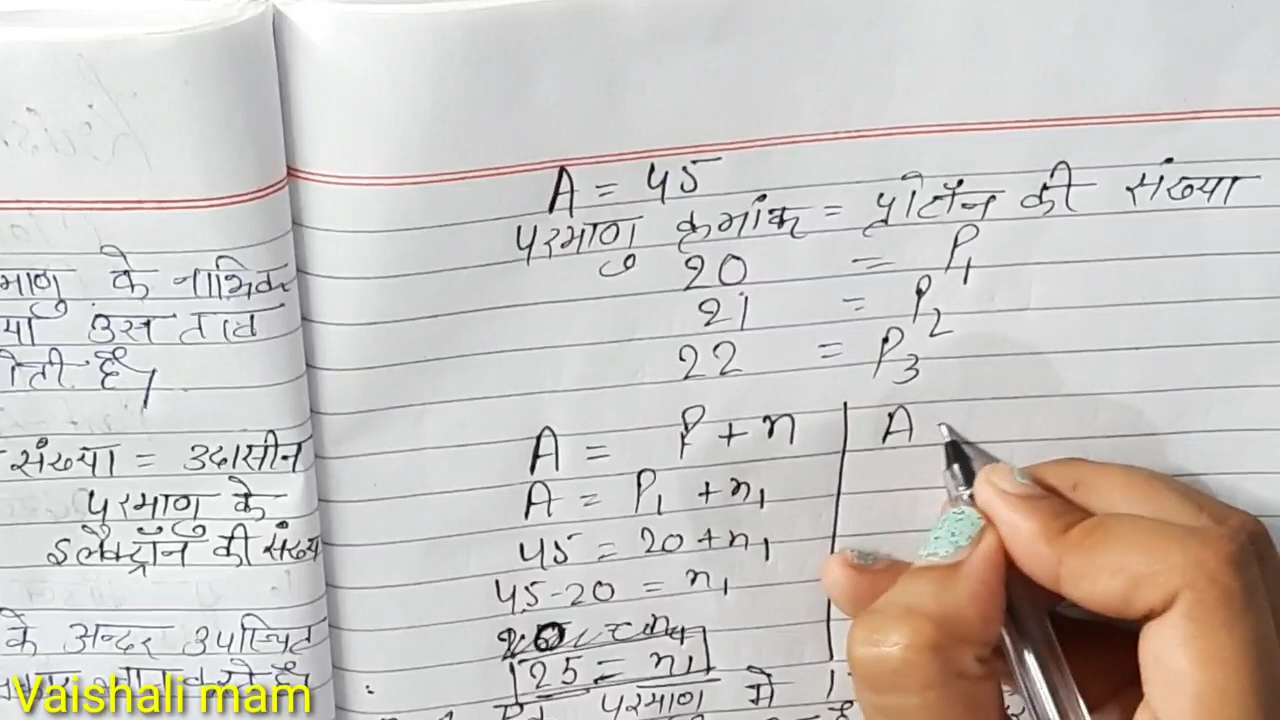 के नाभिक
उस तत्व
होती है।
संख्या = उदासीन
परमाणु के
इलेक्ट्रॉन की संख्या
के अन्दर उपस्थित
A = 45
परमाणु क्रमांक = प्रोटॉन की संख्या
20 = P1
21 = P2
22 = P3
A = P + n
A = P1 + n1
45 = 20 + n1
45 - 20 = n1
25 = n1
परमाणु में
A
Vaishali mam